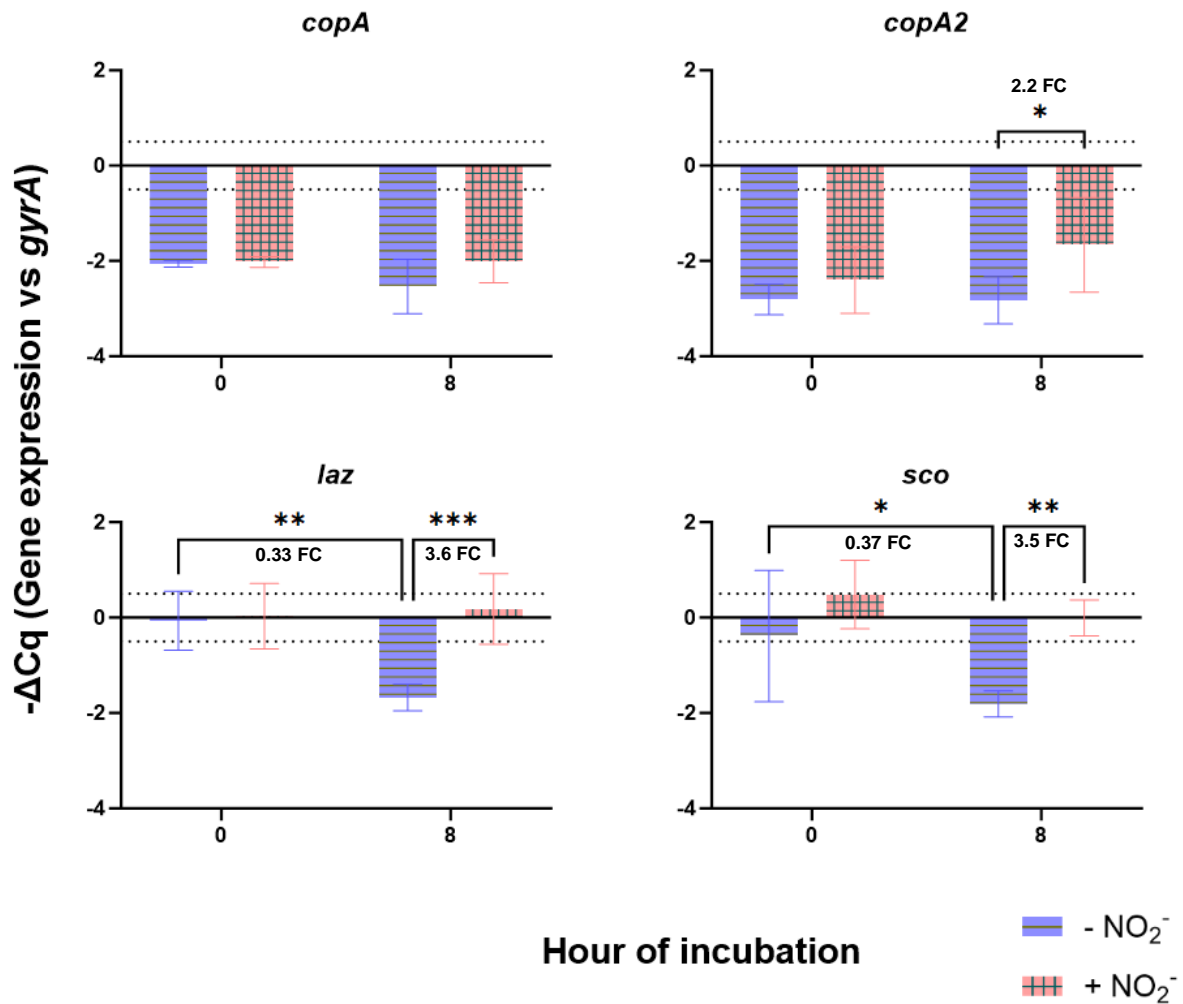 copA
copA2
2
0
-2
-4
0
8
2
0
-2
-4
2.2 FC
*
0
8
-ΔCq (Gene expression vs gyrA)
laz
sco
2
0
-2
-4
**
***
0.33 FC
3.6 FC
0
8
2
0
-2
-4
*
**
0.37 FC
3.5 FC
0
8
Hour of incubation
- NO₂⁻
+ NO₂⁻